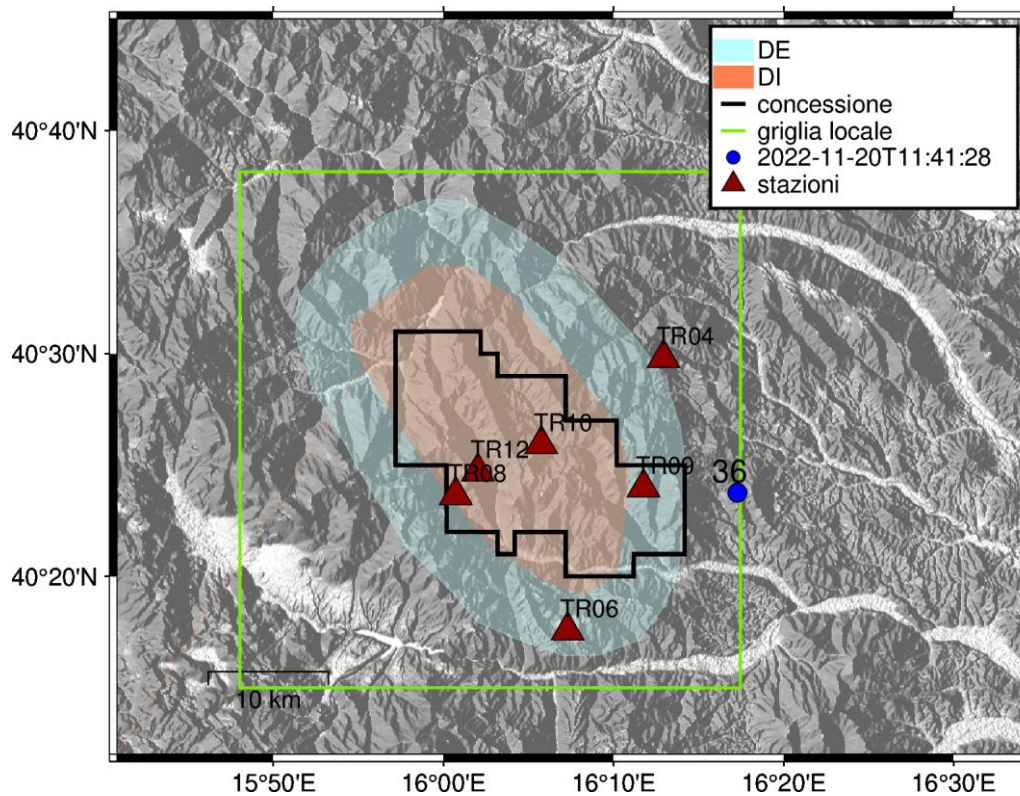 DE
DI
concessione
griglia locale
2022-11-20T11:41:28
stazioni
40°40'N
40°30'N
40°20'N
TR04
TR10
TR12
TR08
TR09
36
TR06
10 km
15°50'E
16°00'E
16°10'E
16°20'E
16°30'E